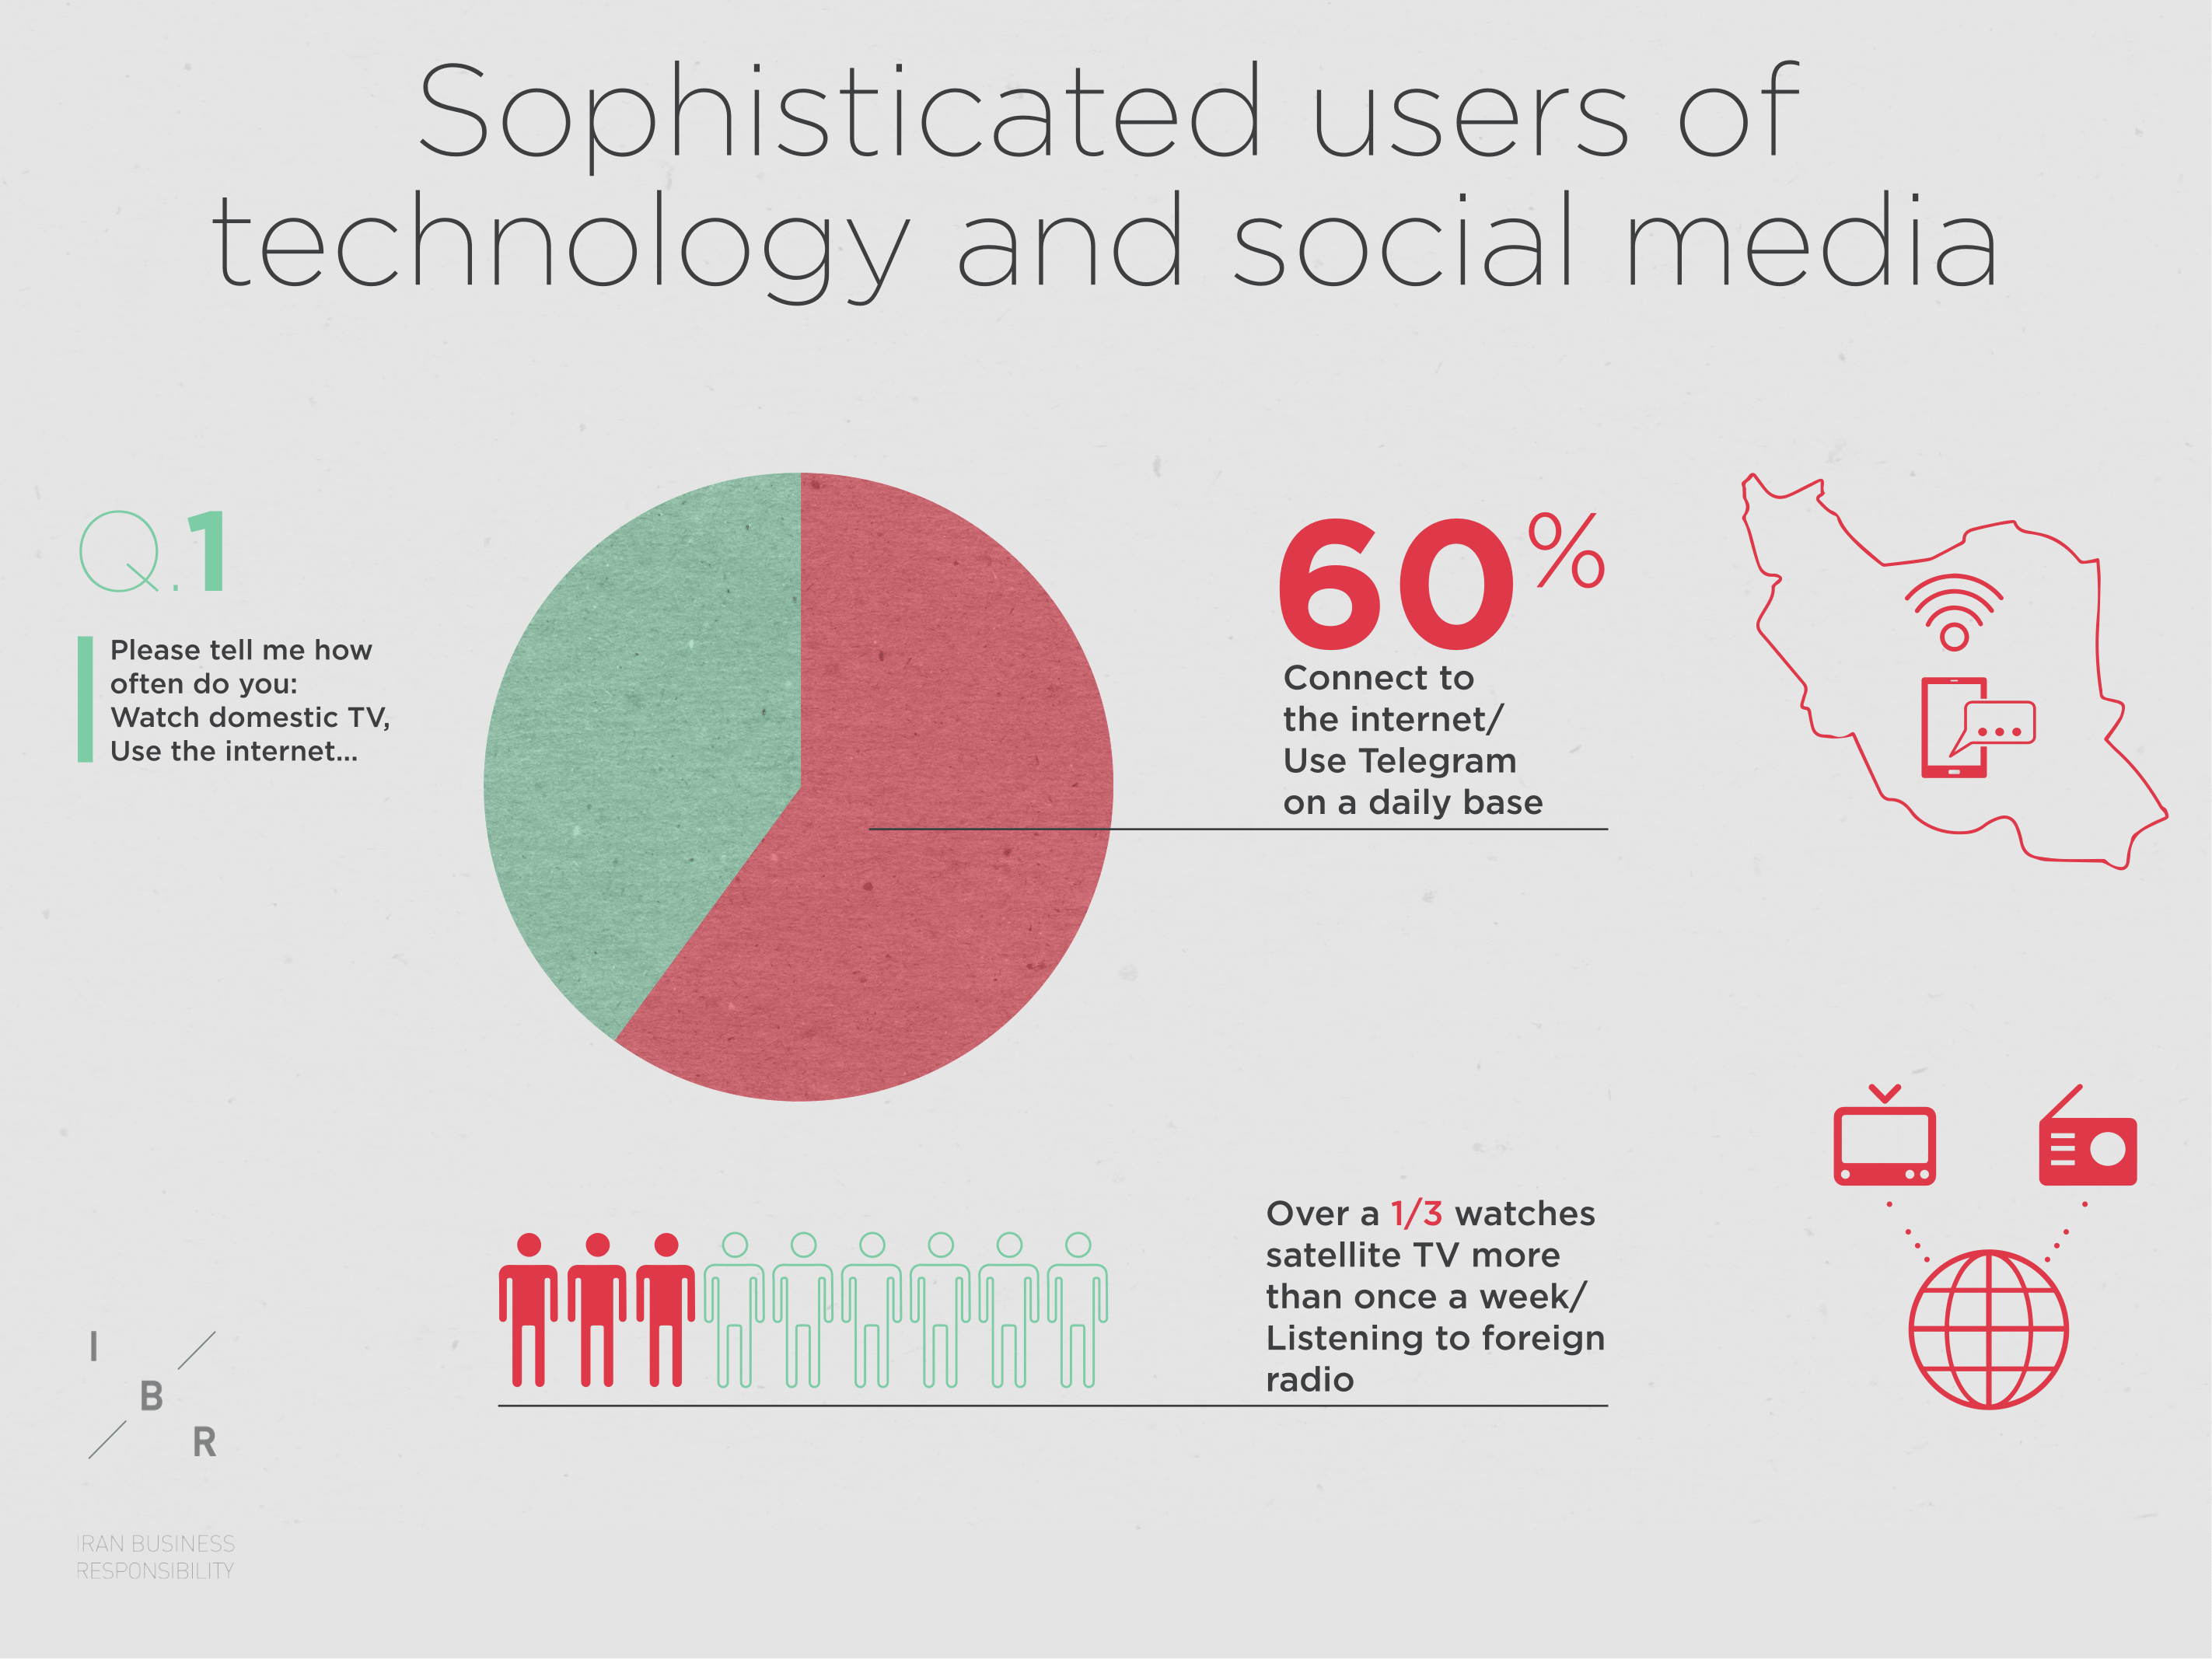 Sophisticated users of
technology and social media
Q.1
Please tell me how
often do you:
Watch domestic TV,
Use the internet...
60%
Connect to
the internet/
Use Telegram
on a daily base
Over a 1/3 watches
satellite TV more
than once a week/
Listening to foreign
radio
I
B
R
IRAN BUSINESS
RESPONSIBILITY